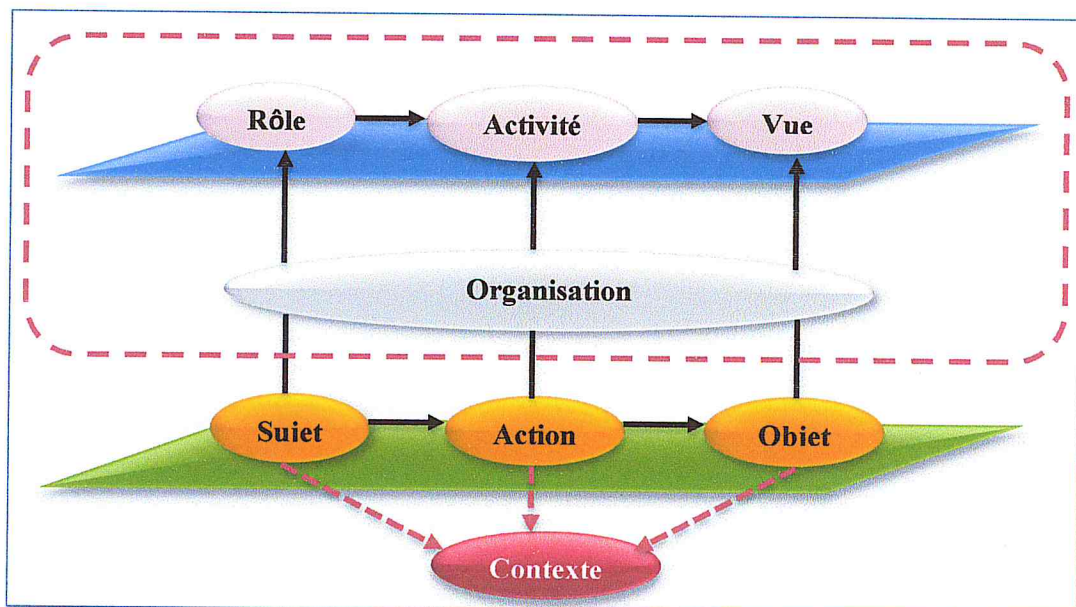 Rôle
Activité
Vue
Organisation
Suiet
Action
Obiet
Contexte